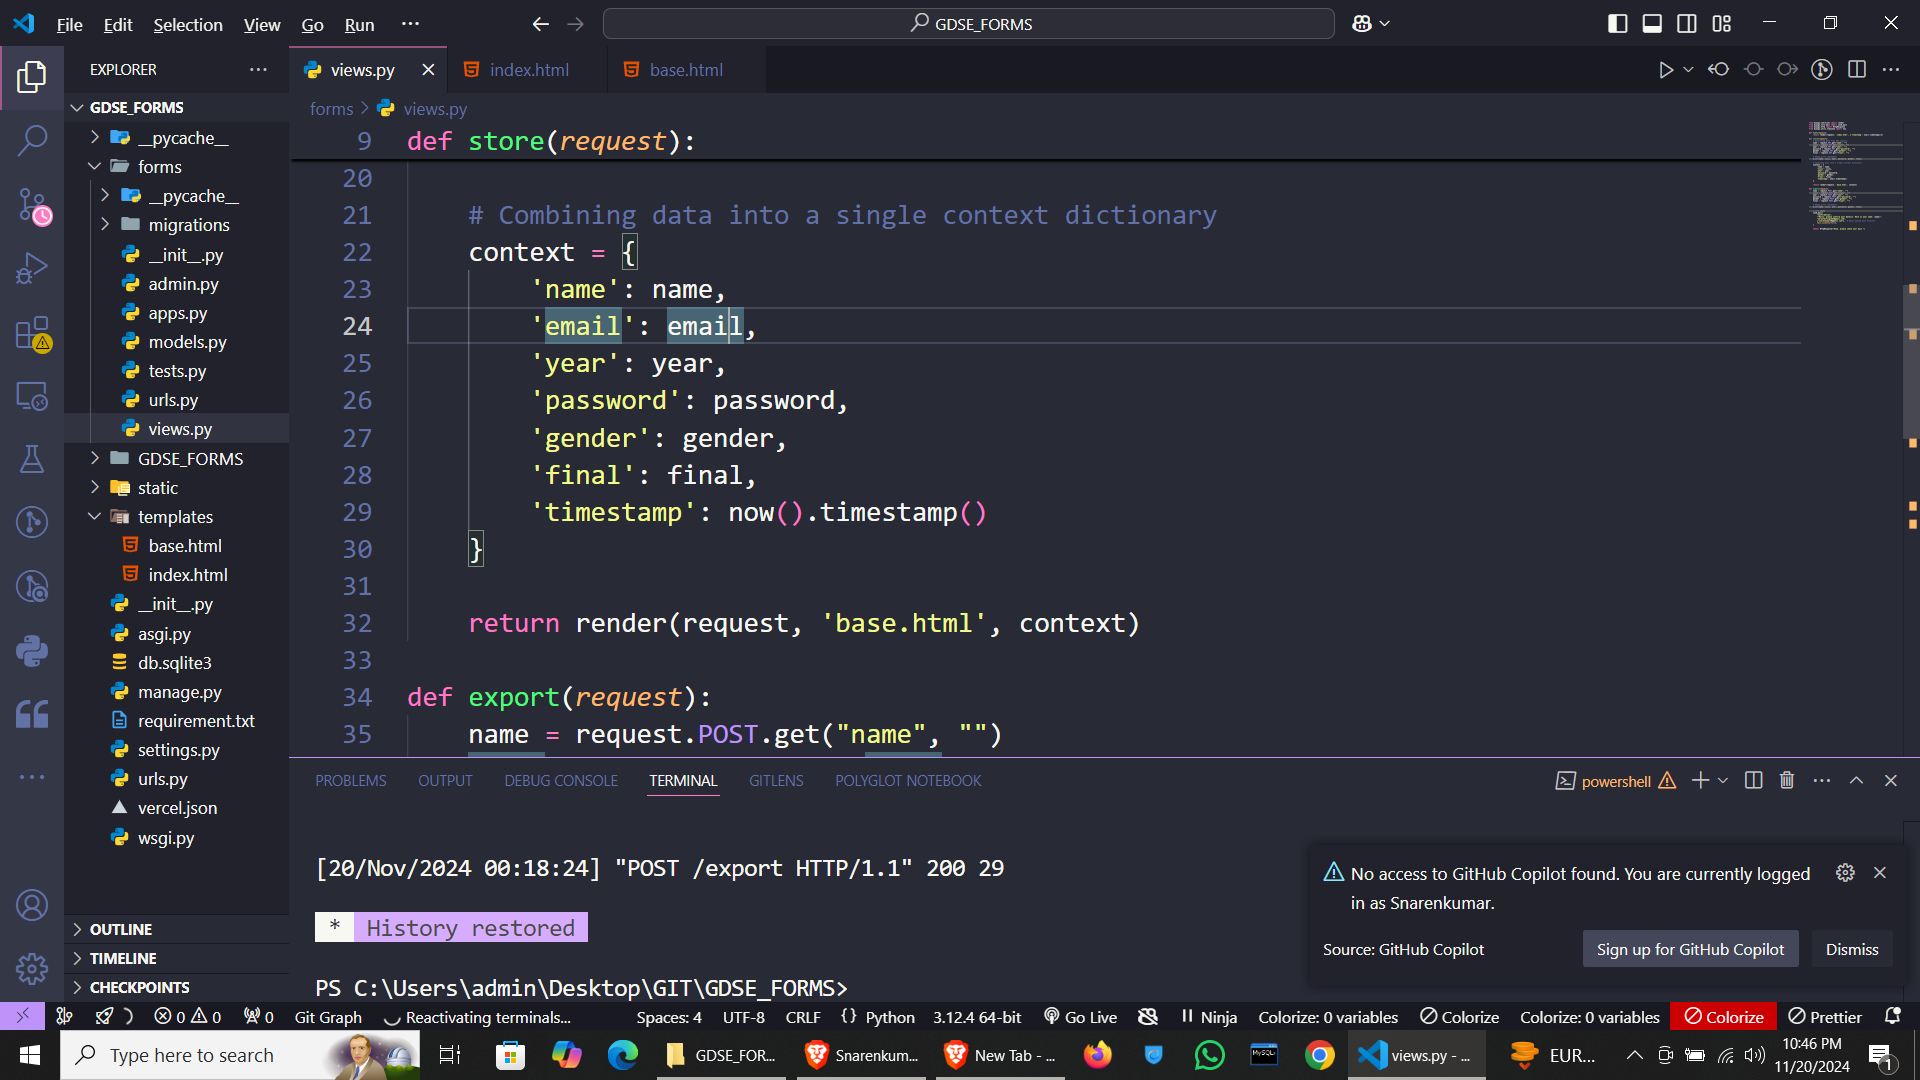 File Edit Selection View Go Run ...
GDSE_FORMS
EXPLORER
views.py
index.html
base.html
GDSE_FORMS
__pycache__
forms
__pycache__
migrations
__init__.py
admin.py
apps.py
models.py
tests.py
urls.py
views.py
GDSE_FORMS
static
templates
base.html
index.html
__init__.py
asgi.py
db.sqlite3
manage.py
requirement.txt
settings.py
urls.py
vercel.json
wsgi.py
OUTLINE
TIMELINE
CHECKPOINTS
forms > views.py
9 def store(request):
20
21 # Combining data into a single context dictionary
22 context = {
23 'name': name,
24 'email': email,
25 'year': year,
26 'password': password,
27 'gender': gender,
28 'final': final,
29 'timestamp': now().timestamp()
30 }
31
32 return render(request, 'base.html', context)
33
34 def export(request):
35 name = request.POST.get("name", "")
PROBLEMS OUTPUT DEBUG CONSOLE TERMINAL GITLENS POLYGLOT NOTEBOOK
powershell
[20/Nov/2024 00:18:24] "POST /export HTTP/1.1" 200 29
* History restored
PS C:\Users\admin\Desktop\GIT\GDSE_FORMS>
No access to GitHub Copilot found. You are currently logged
in as Snarenkumar.
Source: GitHub Copilot
Sign up for GitHub Copilot
Dismiss
0 0 0 Git Graph Reactivating terminals... Spaces: 4 UTF-8 CRLF {} Python 3.12.4 64-bit Go Live Ninja Colorize: 0 variables Colorize Colorize: 0 variables Colorize Prettier
Type here to search
GDSE_FOR...
Snarenkum...
New Tab - ...
MySQL
views.py - ...
EUR...
10:46 PM
11/20/2024
1